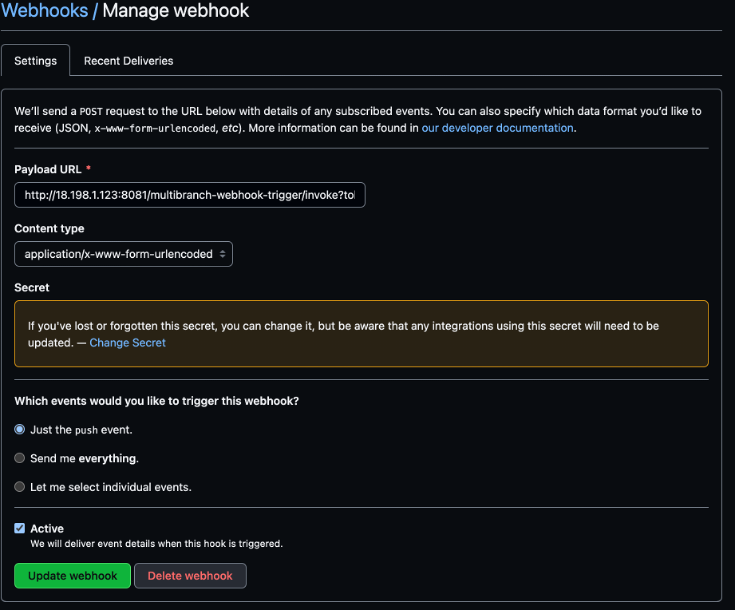 Webhooks / Manage webhook
Settings
Recent Deliveries
We'll send a POST request to the URL below with details of any subscribed events. You can also specify which data format you'd like to
receive (JSON, x-www-form-urlencoded, etc). More information can be found in our developer documentation.
Payload URL *
http://18.198.1.123:8081/multibranch-webhook-trigger/invoke?to
Content type
application/x-www-form-urlencoded
Secret
If you've lost or forgotten this secret, you can change it, but be aware that any integrations using this secret will need to be
updated. — Change Secret
Which events would you like to trigger this webhook?
Just the push event.
Send me everything.
Let me select individual events.
Active
We will deliver event details when this hook is triggered.
Update webhook
Delete webhook